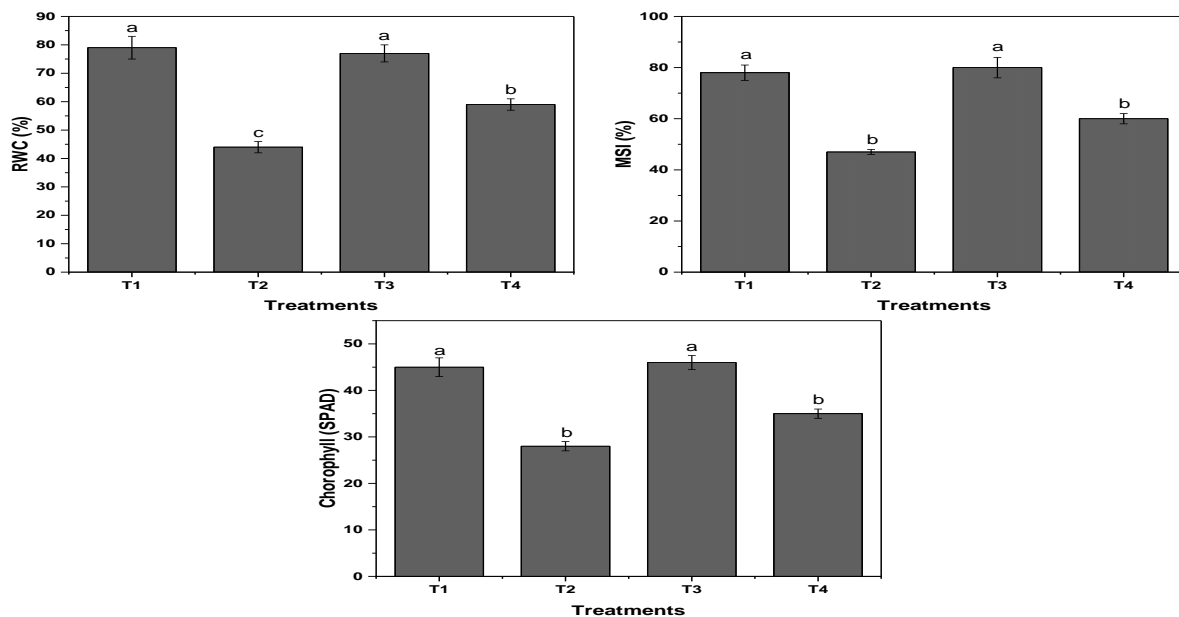 RWC (%)
90
80
70
60
50
40
30
20
10
0
a
c
a
b
T1 T2 T3 T4
Treatments
MSI (%)
100
80
60
40
20
0
a
b
a
b
T1 T2 T3 T4
Treatments
Chorophyll (SPAD)
50
40
30
20
10
0
a
b
a
b
T1 T2 T3 T4
Treatments